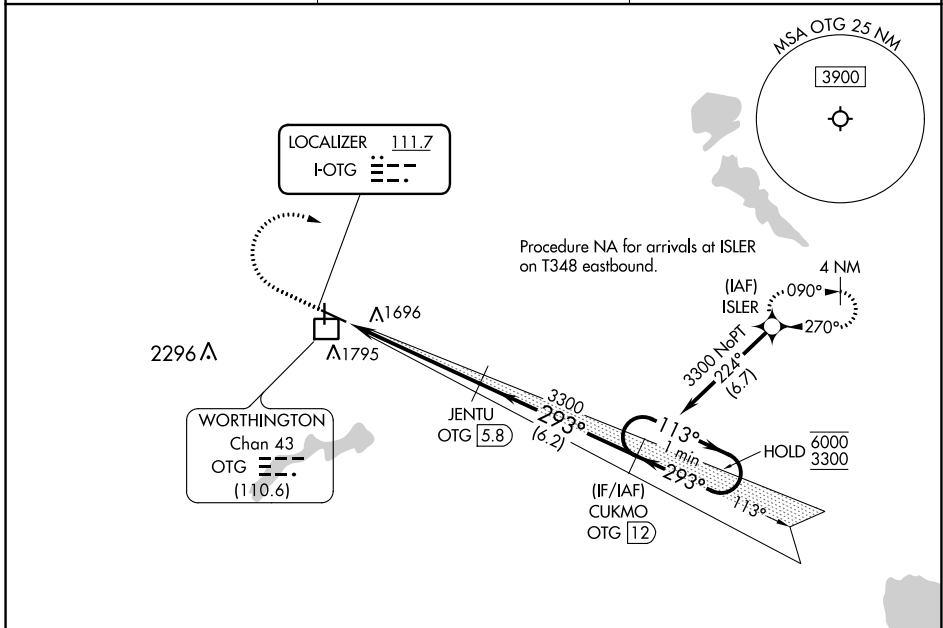 MSA OTG 25 NM
3900
LOCALIZER 111.7
I-OTG
Procedure NA for arrivals at ISLER
on T348 eastbound.
4 NM
(IAF)
ISLER
090°
270°
3300 NoPT
224°
(6.7)
1696
1795
2296
WORTHINGTON
Chan 43
OTG
(110.6)
JENTU
OTG 5.8
3300
293°
(6.2)
113°
1 min
293°
HOLD 6000
3300
113°
(IF/IAF)
CUKMO
OTG 12